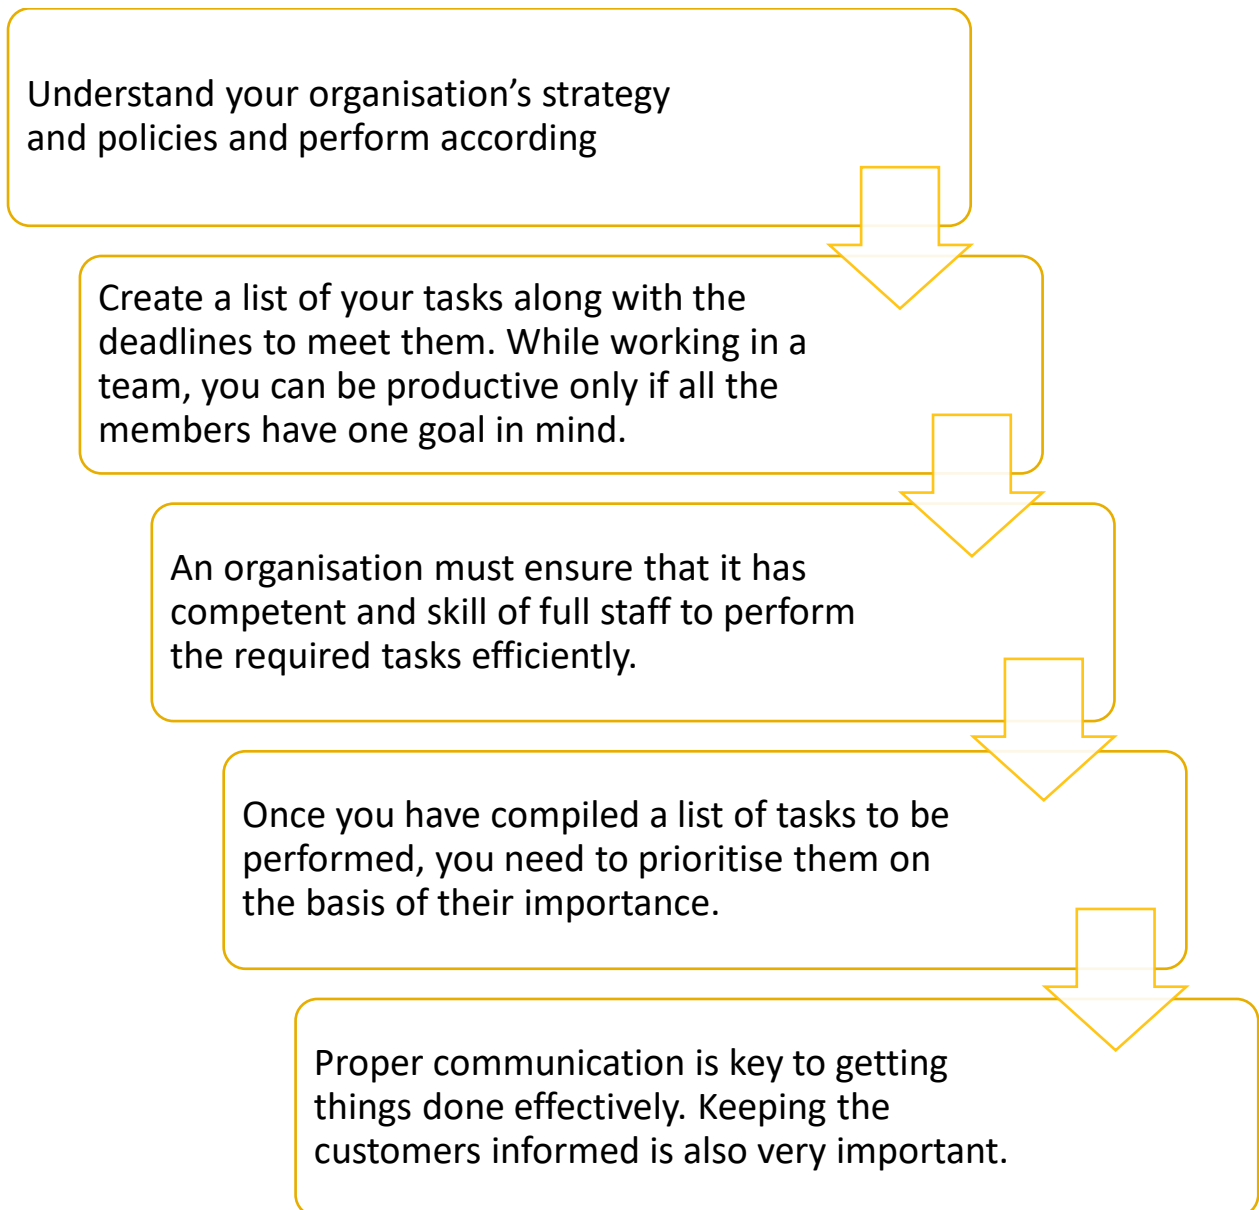 Understand your organisation’s strategy
and policies and perform according
Create a list of your tasks along with the
deadlines to meet them. While working in a
team, you can be productive only if all the
members have one goal in mind.
An organisation must ensure that it has
competent and skill of full staff to perform
the required tasks efficiently.
Once you have compiled a list of tasks to be
performed, you need to prioritise them on
the basis of their importance.
Proper communication is key to getting
things done effectively. Keeping the
customers informed is also very important.